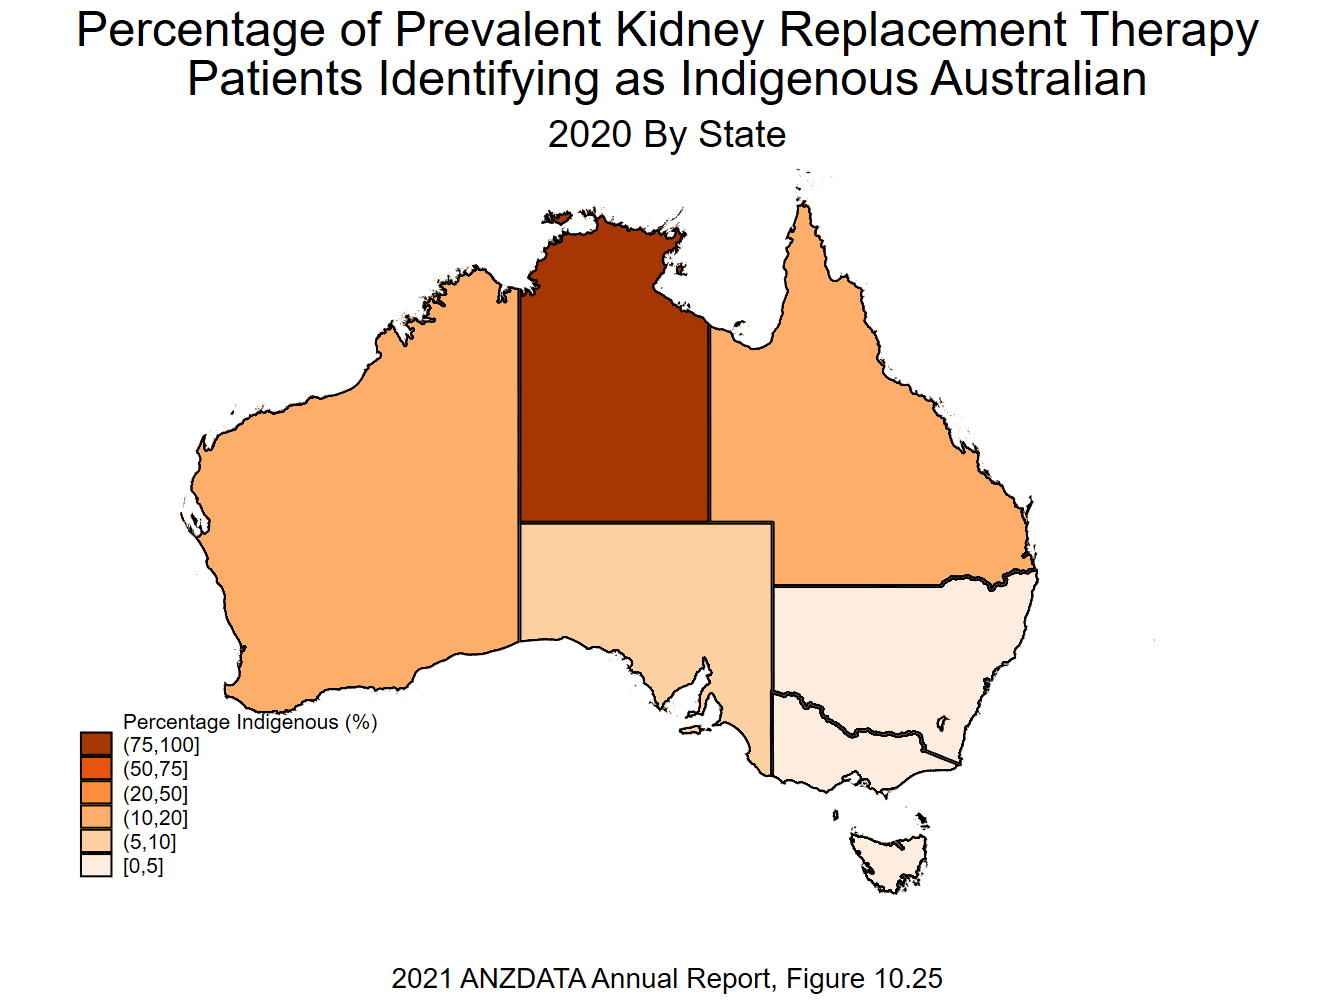 Percentage of Prevalent Kidney Replacement Therapy
Patients Identifying as Indigenous Australian
2020 By State
Percentage Indigenous (%)
(75,100]
(50,75]
(20,50]
(10,20]
(5,10]
[0,5]
2021 ANZDATA Annual Report, Figure 10.25